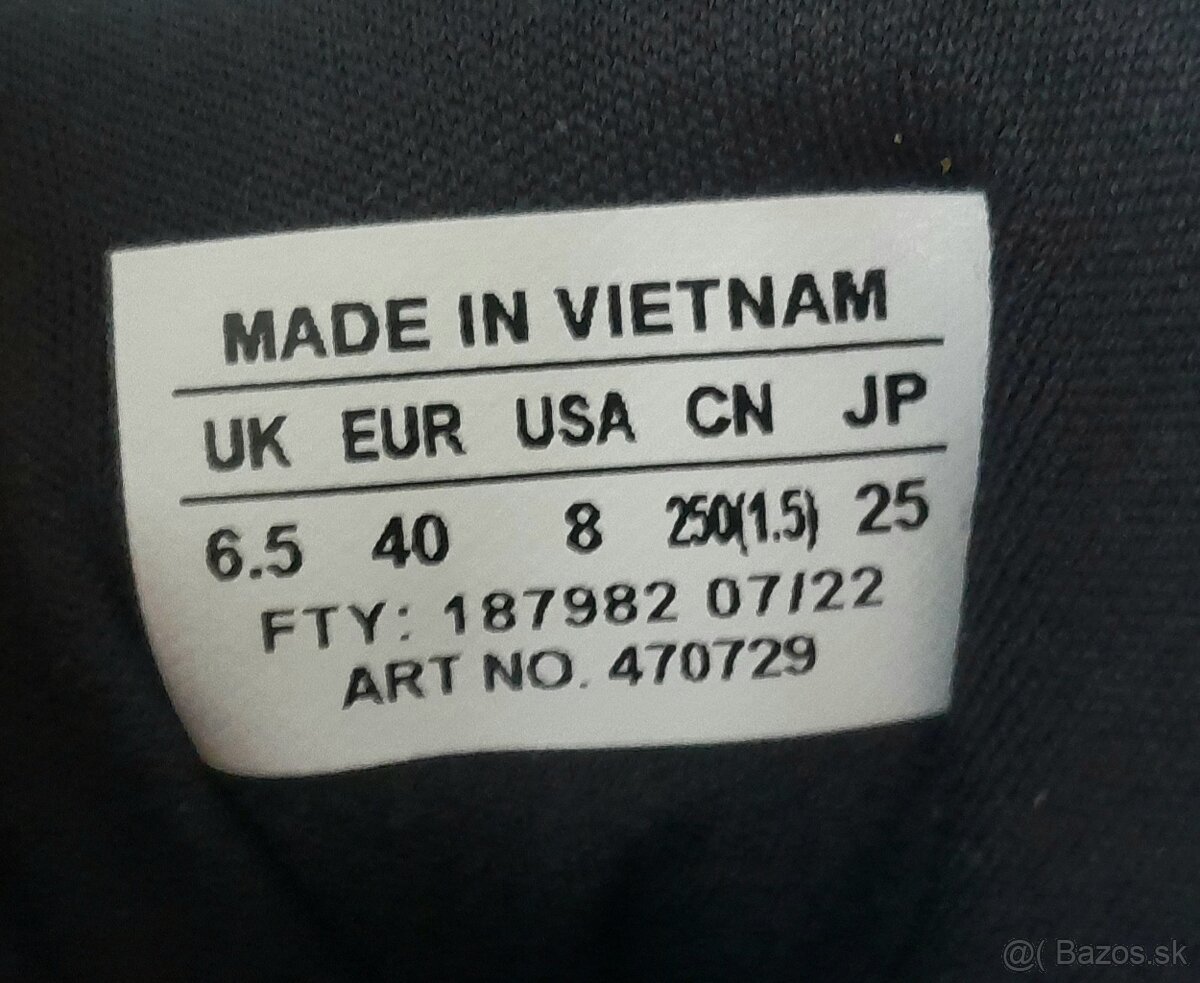 MADE IN VIETNAM
UK EUR USA CN JP
6.5 40 8 250(1.5) 25
FTY: 187982 07/22
ART NO. 470729
@( Bazos.sk